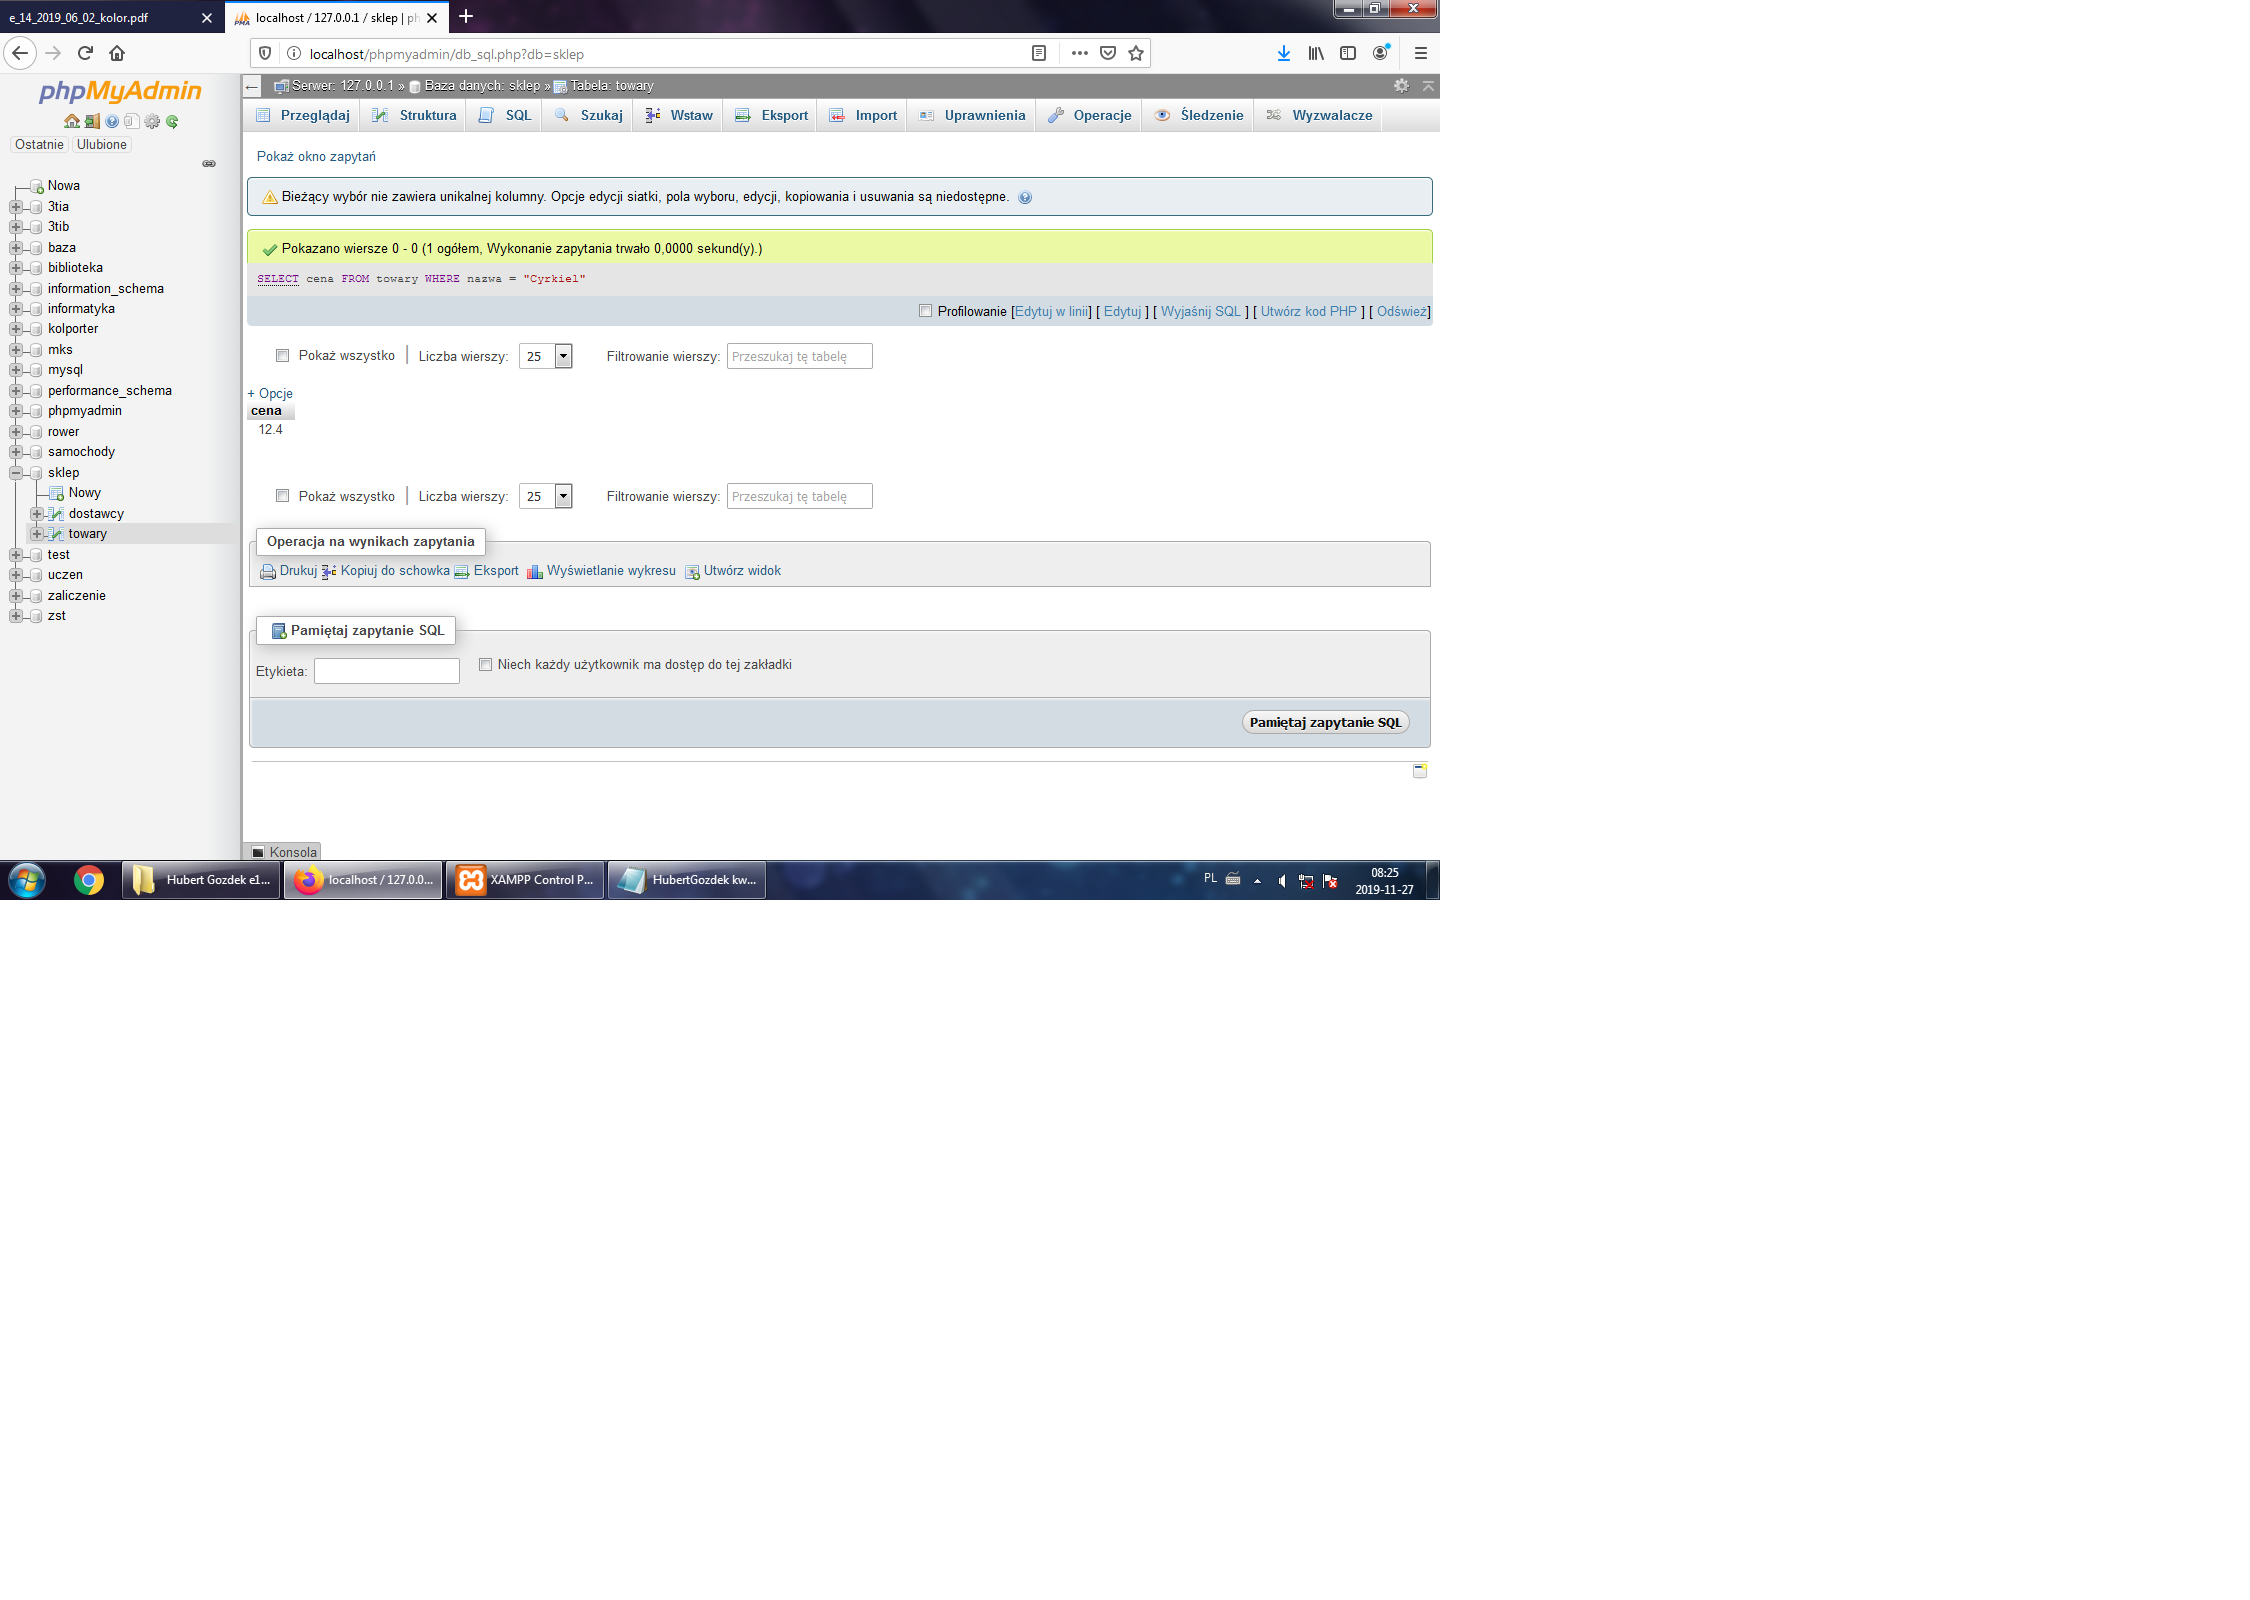 e_14_2019_06_02_kolor.pdf
localhost / 127.0.0.1 / sklep | ph
localhost/phpmyadmin/db_sql.php?db=sklep
phpMyAdmin
Ostatnie Ulubione
Nowa
3tia
3tib
baza
biblioteka
information_schema
informatyka
kolporter
mks
mysql
performance_schema
phpmyadmin
rower
samochody
sklep
Nowy
dostawcy
towary
test
uczen
zaliczenie
zst
Serwer: 127.0.0.1 » Baza danych: sklep » Tabela: towary
Przeglądaj Struktura SQL Szukaj Wstaw Eksport Import Uprawnienia Operacje Śledzenie Wyzwalacze
Pokaż okno zapytań
Bieżący wybór nie zawiera unikalnej kolumny. Opcje edycji siatki, pola wyboru, edycji, kopiowania i usuwania są niedostępne.
Pokazano wiersze 0 - 0 (1 ogółem, Wykonanie zapytania trwało 0,0000 sekund(y).)
SELECT cena FROM towary WHERE nazwa = "Cyrkiel"
Profilowanie [Edytuj w linii] [ Edytuj ] [ Wyjaśnij SQL ] [ Utwórz kod PHP ] [ Odśwież]
Pokaż wszystko | Liczba wierszy: 25 Filtrowanie wierszy: Przeszukaj tę tabelę
+ Opcje
cena
12.4
Pokaż wszystko | Liczba wierszy: 25 Filtrowanie wierszy: Przeszukaj tę tabelę
Operacja na wynikach zapytania
Drukuj Kopiuj do schowka Eksport Wyświetlanie wykresu Utwórz widok
Pamiętaj zapytanie SQL
Etykieta: Niech każdy użytkownik ma dostęp do tej zakładki
Pamiętaj zapytanie SQL
Konsola
Hubert Gozdek e1... localhost / 127.0.0... XAMPP Control P... HubertGozdek kw... PL 08:25
2019-11-27